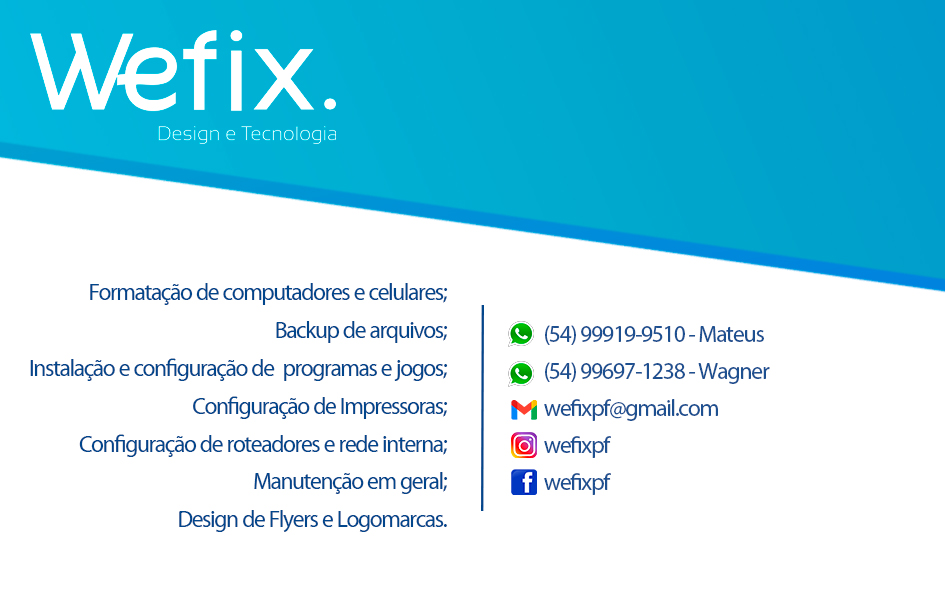 Wefix.
Design e Tecnologia
Formatação de computadores e celulares;
Backup de arquivos;
Instalação e configuração de  programas e jogos;
Configuração de Impressoras;
Configuração de roteadores e rede interna;
Manutenção em geral;
Design de Flyers e Logomarcas.
(54) 99919-9510 - Mateus
(54) 99697-1238 - Wagner
wefixpf@gmail.com
wefixpf
wefixpf